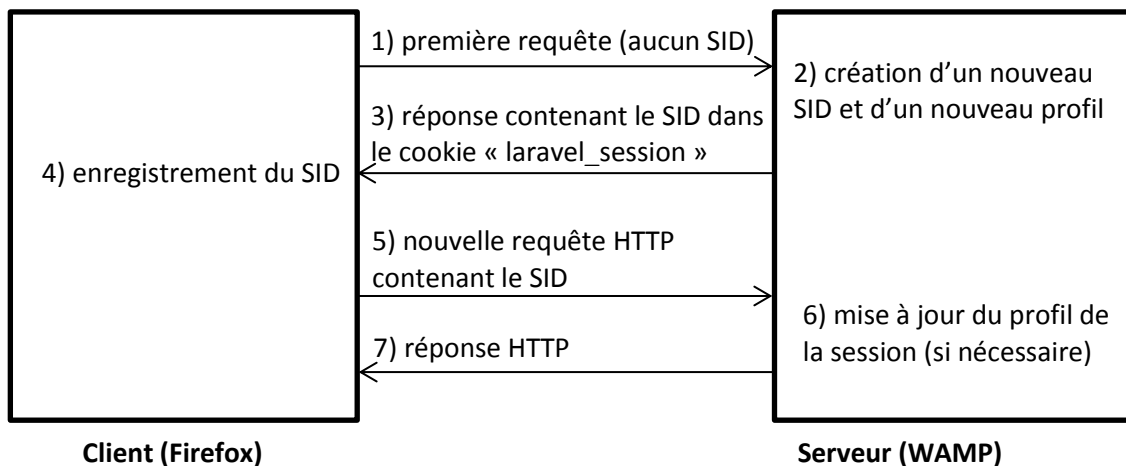 1) première requête (aucun SID)
2) création d’un nouveau
SID et d’un nouveau profil
3) réponse contenant le SID dans
le cookie « laravel_session »
4) enregistrement du SID
5) nouvelle requête HTTP
contenant le SID
6) mise à jour du profil de
la session (si nécessaire)
7) réponse HTTP
Client (Firefox)
Serveur (WAMP)